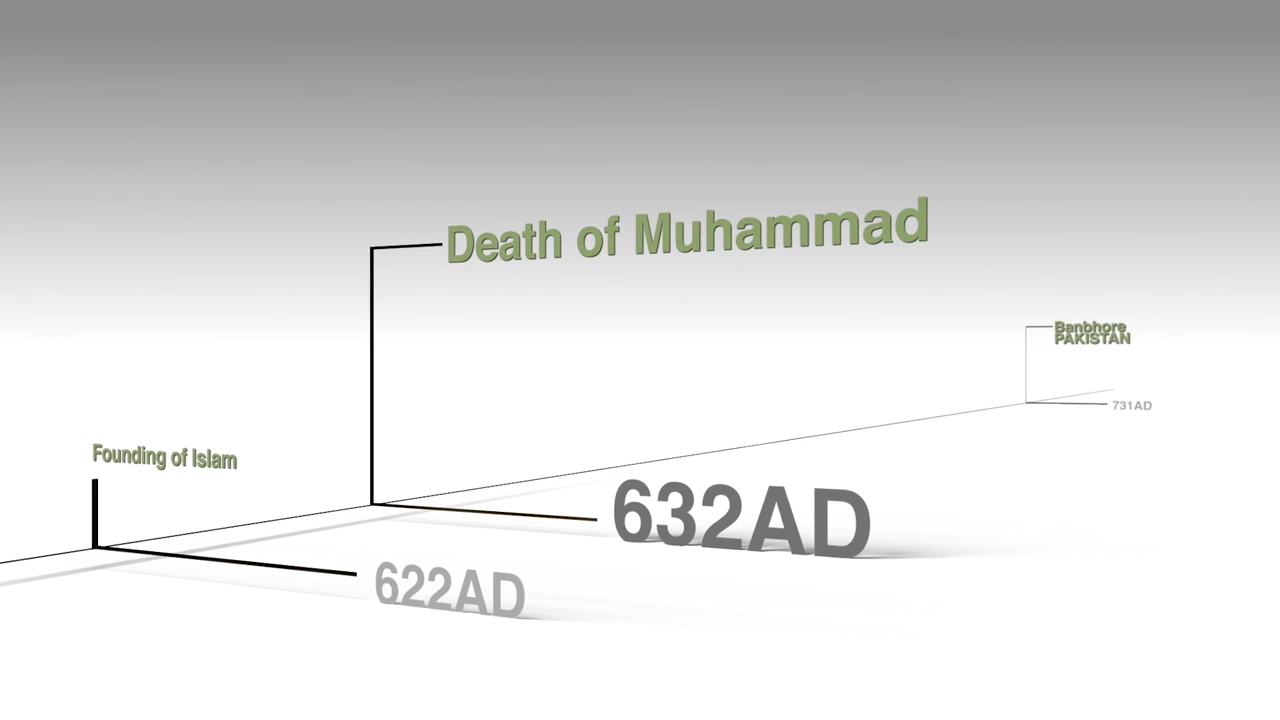 Founding of Islam
622AD
Death of Muhammad
632AD
Banbhore
PAKISTAN
731AD